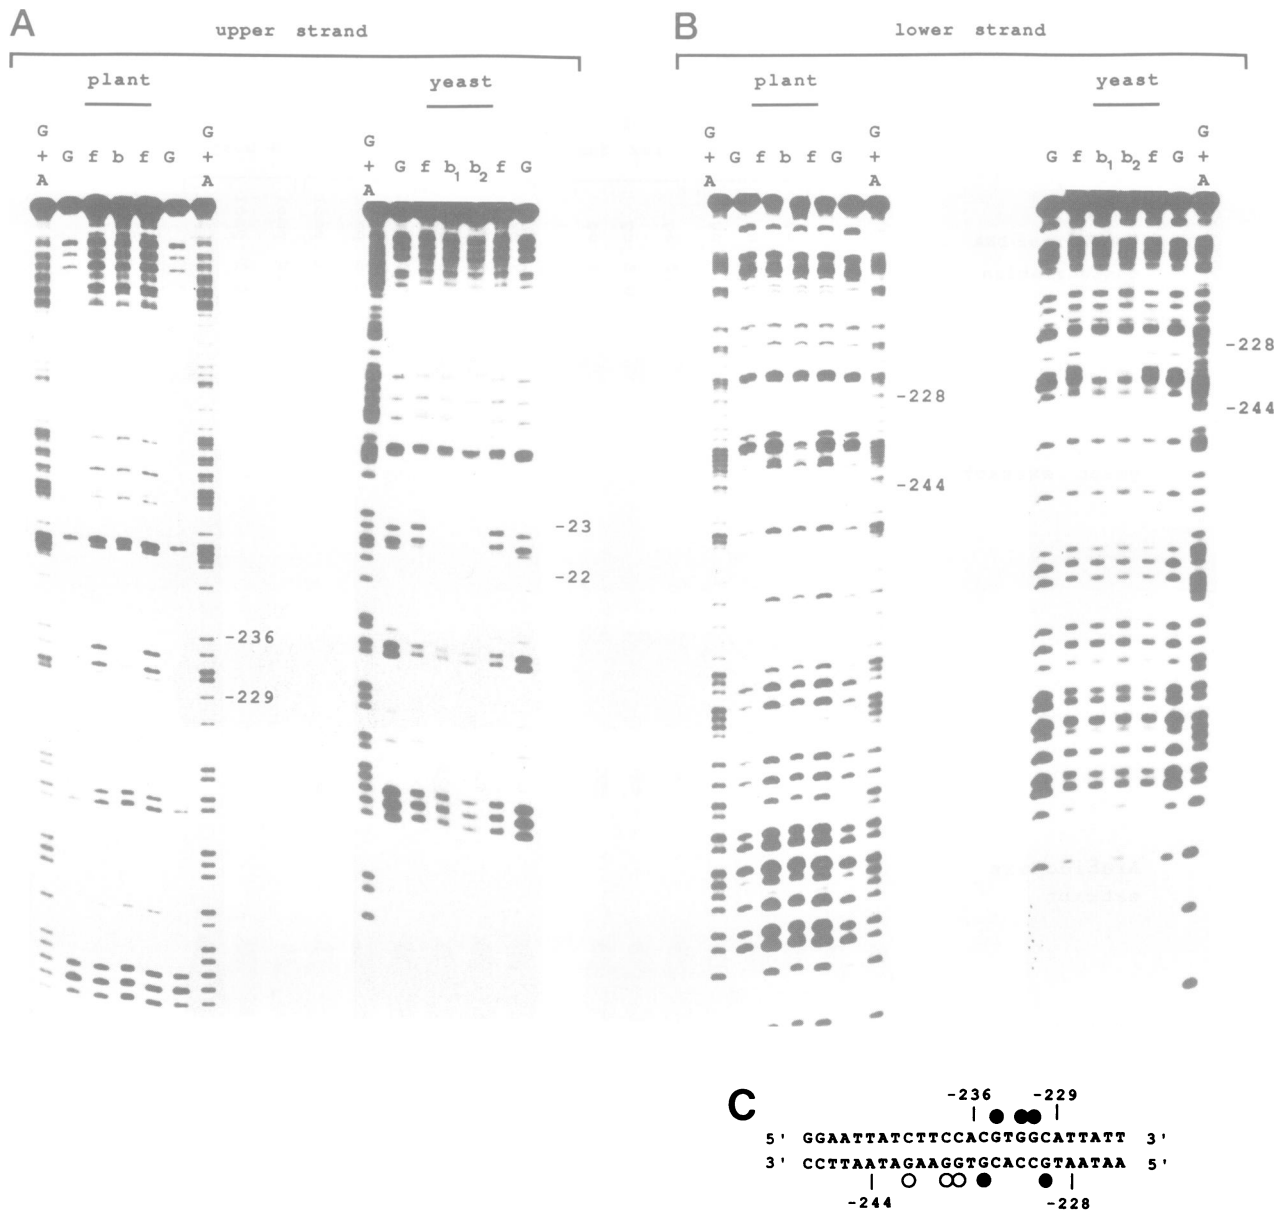 A
upper strand
plant
yeast
G
+
A
G f b f G
G
+
A
G
+
A
G f b1 b2 f G
-23
-22
-236
-229
B
lower strand
plant
yeast
G
+
A
G f b f G
G
+
A
G f b1 b2 f G
G
+
A
-228
-244
-228
-244
C
-236 -229
5' GGAATTATCTTCCACGTGGCATTATT 3'
3' CCTTAATAGAAGGTGCACCGTAATAA 5'
-244 -228